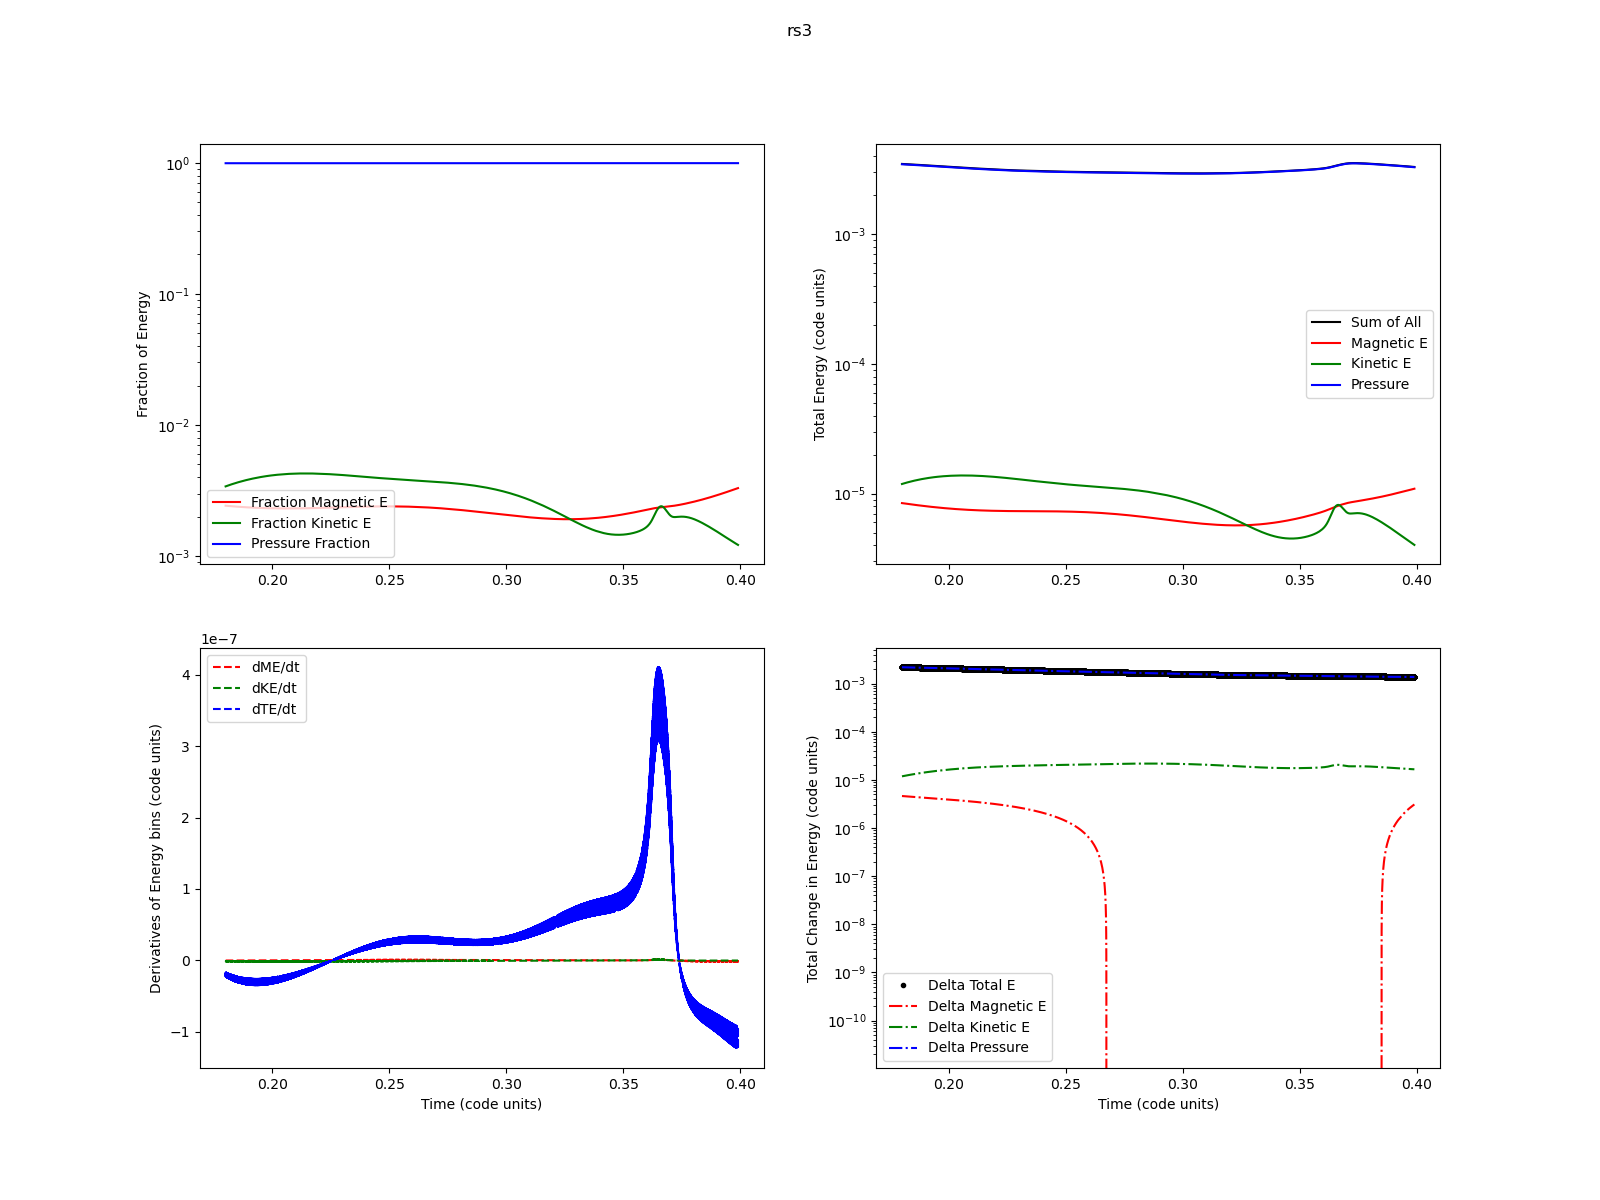 rs3
Fraction of Energy
10⁰
10⁻¹
10⁻²
10⁻³
Fraction Magnetic E
Fraction Kinetic E
Pressure Fraction
0.20 0.25 0.30 0.35 0.40
Total Energy (code units)
10⁻³
10⁻⁴
10⁻⁵
Sum of All
Magnetic E
Kinetic E
Pressure
0.20 0.25 0.30 0.35 0.40
1e−7
Derivatives of Energy bins (code units)
4
3
2
1
0
−1
dME/dt
dKE/dt
dTE/dt
0.20 0.25 0.30 0.35 0.40
Time (code units)
Total Change in Energy (code units)
10⁻³
10⁻⁴
10⁻⁵
10⁻⁶
10⁻⁷
10⁻⁸
10⁻⁹
10⁻¹⁰
Delta Total E
Delta Magnetic E
Delta Kinetic E
Delta Pressure
0.20 0.25 0.30 0.35 0.40
Time (code units)